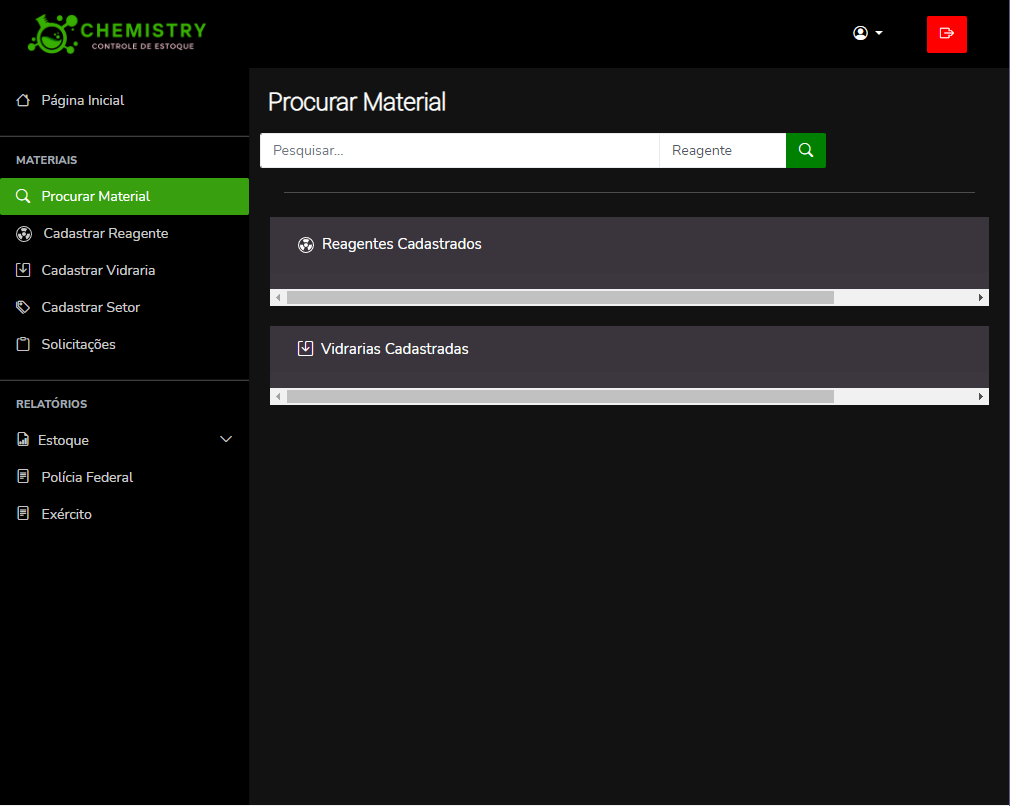 CHEMISTRY
CONTROLE DE ESTOQUE
Página Inicial
MATERIAIS
Procurar Material
Cadastrar Reagente
Cadastrar Vidraria
Cadastrar Setor
Solicitações
RELATÓRIOS
Estoque
Polícia Federal
Exército
Procurar Material
Pesquisar...
Reagente
Reagentes Cadastrados
Vidrarias Cadastradas